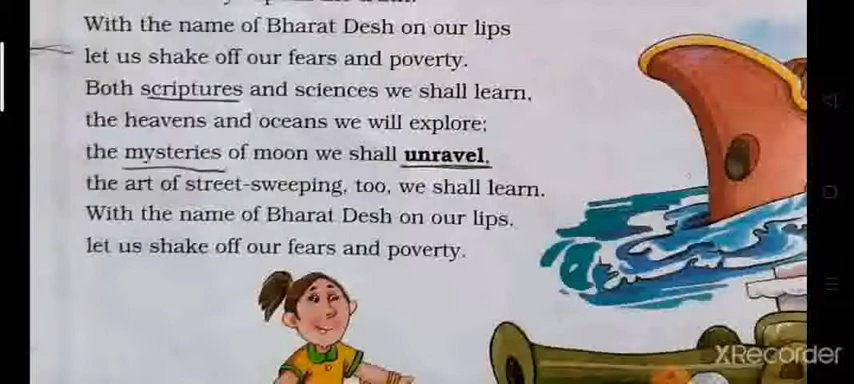 With the name of Bharat Desh on our lips
let us shake off our fears and poverty.
Both scriptures and sciences we shall learn,
the heavens and oceans we will explore;
the mysteries of moon we shall unravel,
the art of street-sweeping, too, we shall learn.
With the name of Bharat Desh on our lips.
let us shake off our fears and poverty.
XRecorder